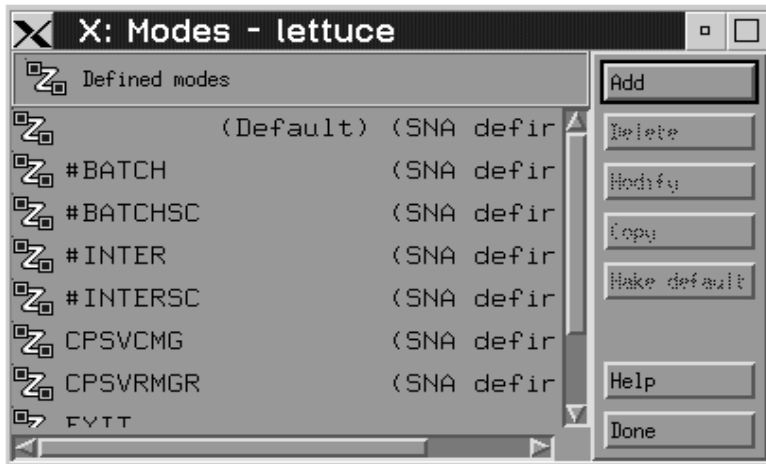 X: Modes - lettuce
Defined modes
(Default) (SNA defir
#BATCH (SNA defir
#BATCHSC (SNA defir
#INTER (SNA defir
#INTERSC (SNA defir
CPSVCMG (SNA defir
CPSVRMGR (SNA defir
EXIT
Add
Delete
Modify
Copy
Make default
Help
Done